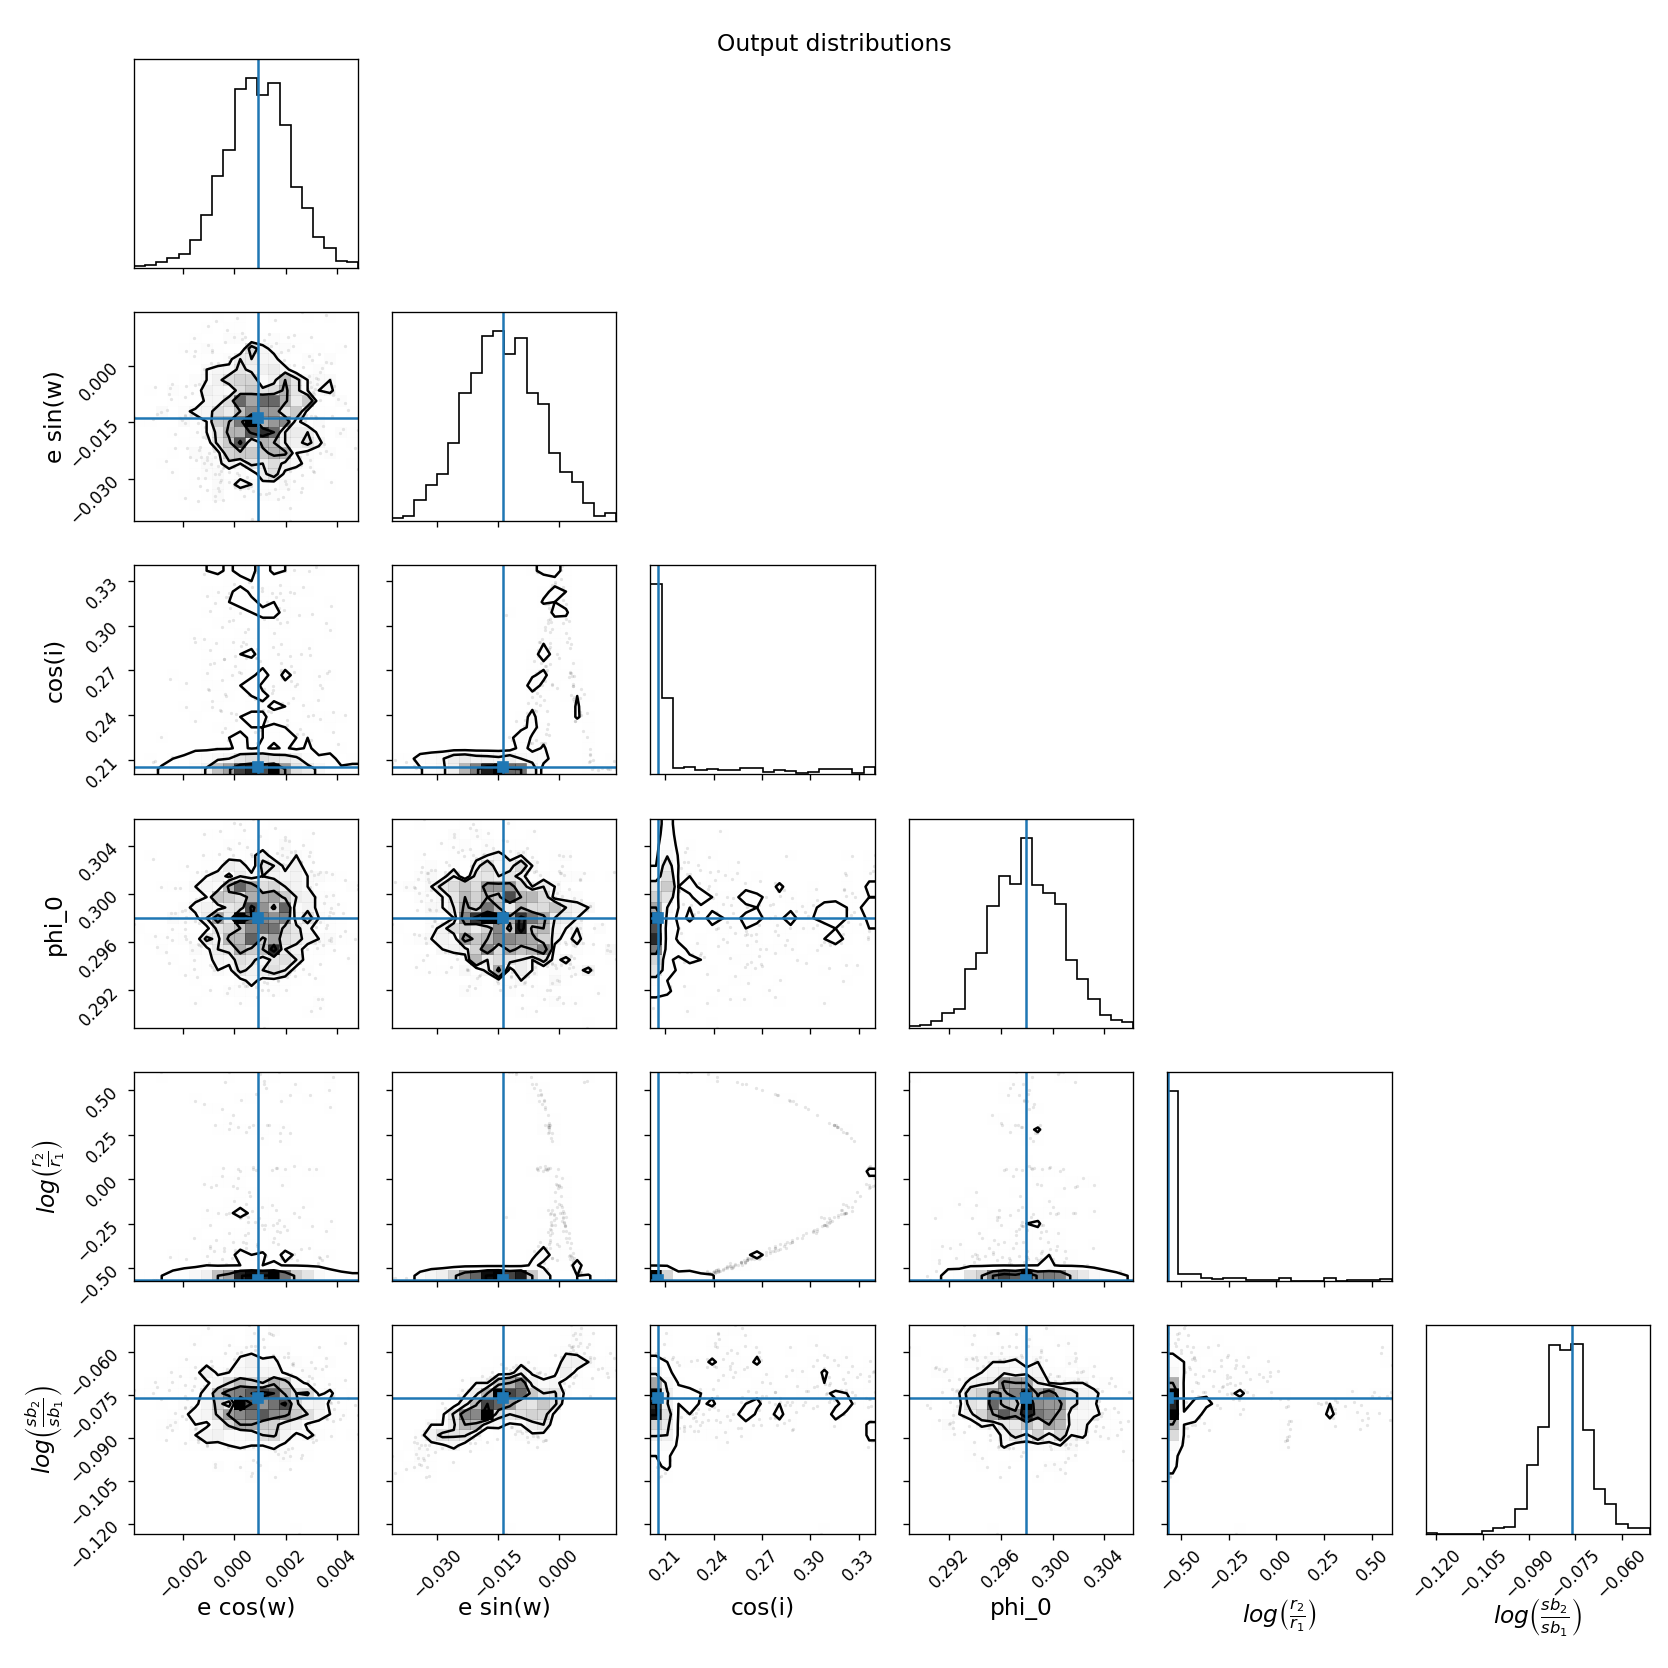 Output distributions
e sin(w)
0.000
−0.015
−0.030
cos(i)
0.33
0.30
0.27
0.24
0.21
phi_0
0.304
0.300
0.296
0.292
log(r₂/r₁)
0.50
0.25
0.00
−0.25
−0.50
log(sb₂/sb₁)
−0.060
−0.075
−0.090
−0.105
−0.120
−0.002 0.000 0.002 0.004
−0.030 −0.015 0.000
0.21 0.24 0.27 0.30 0.33
0.292 0.296 0.300 0.304
−0.50 −0.25 0.00 0.25 0.50
−0.120 −0.105 −0.090 −0.075 −0.060
e cos(w)
e sin(w)
cos(i)
phi_0
log(r₂/r₁)
log(sb₂/sb₁)